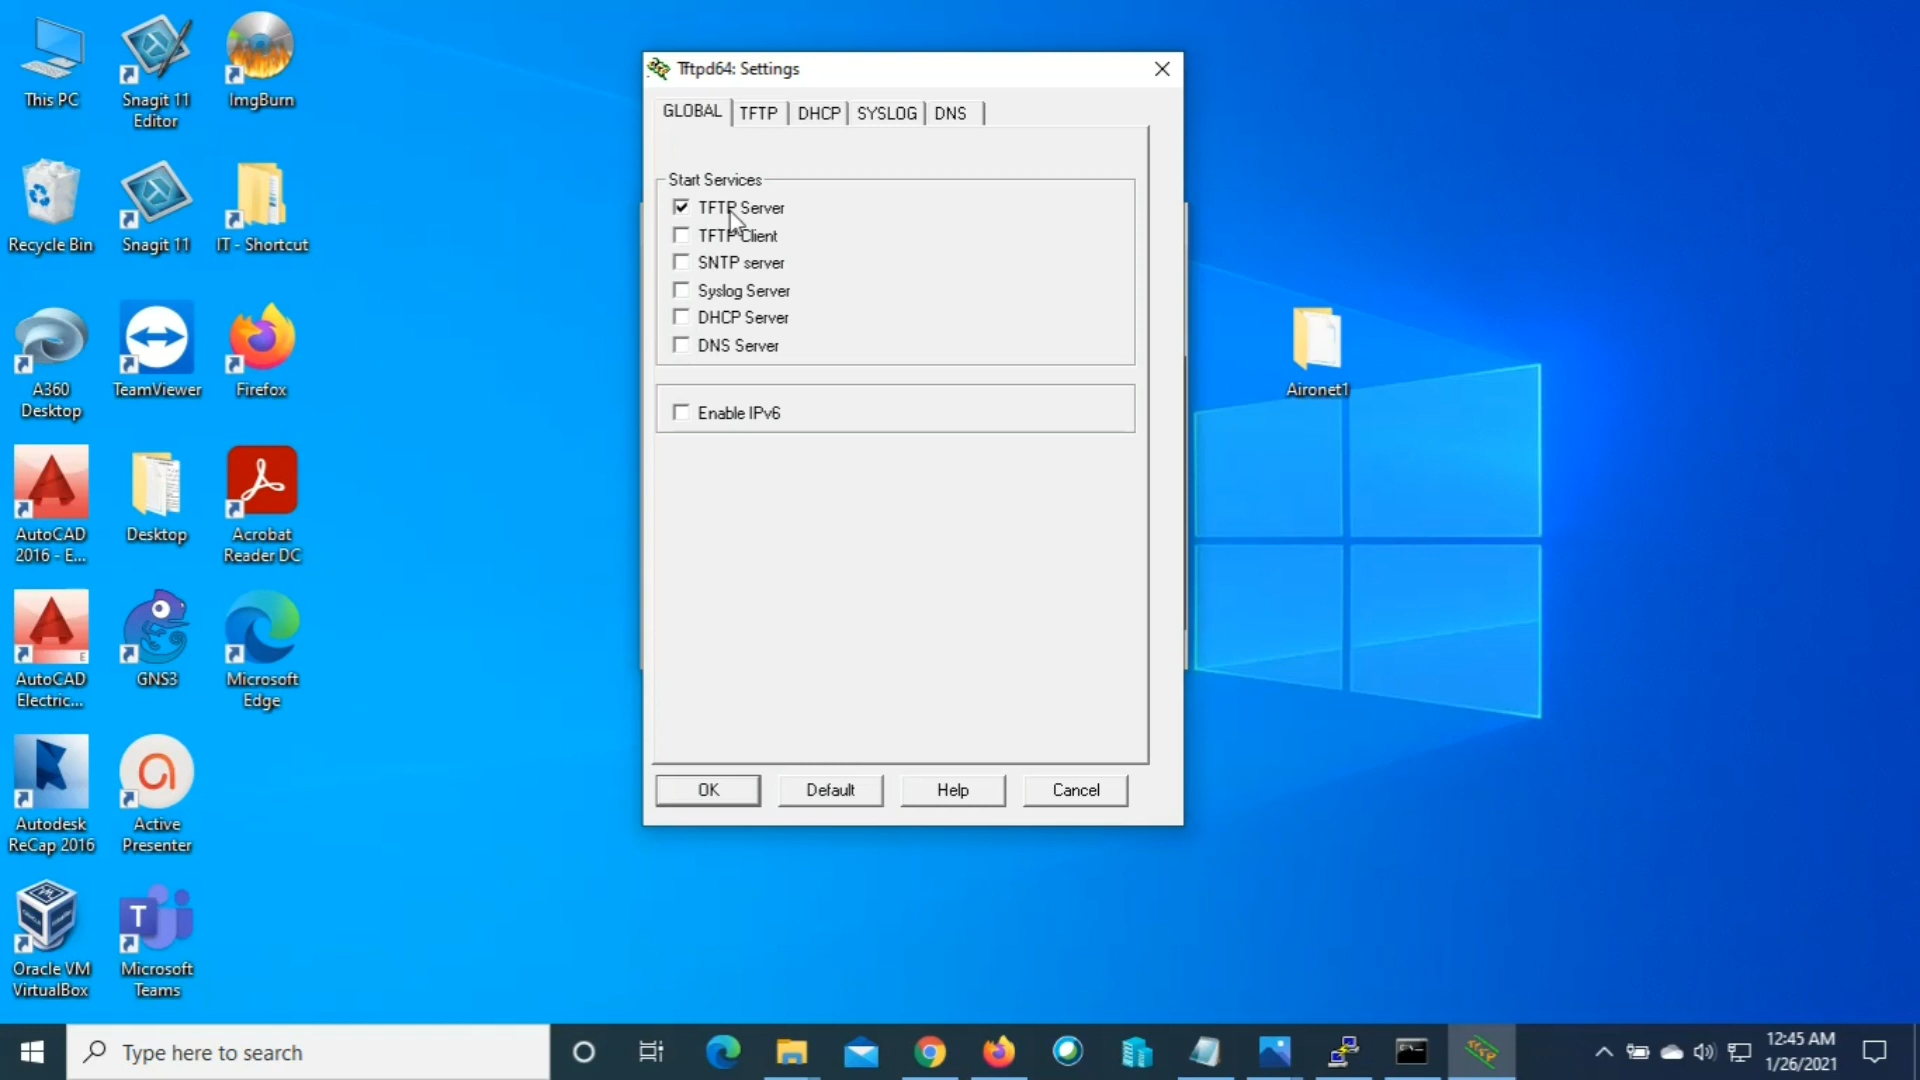 This PC
Snagit 11
Editor
ImgBurn
Recycle Bin
Snagit 11
IT - Shortcut
A360
Desktop
TeamViewer
Firefox
AutoCAD
2016 - E...
Desktop
Acrobat
Reader DC
AutoCAD
Electric...
GNS3
Microsoft
Edge
Autodesk
ReCap 2016
Active
Presenter
Oracle VM
VirtualBox
Microsoft
Teams
Tftpd64: Settings
GLOBAL
TFTP
DHCP
SYSLOG
DNS
Start Services
TFTP Server
TFTP Client
SNTP server
Syslog Server
DHCP Server
DNS Server
Enable IPv6
OK
Default
Help
Cancel
Aironet1
Type here to search
12:45 AM
1/26/2021